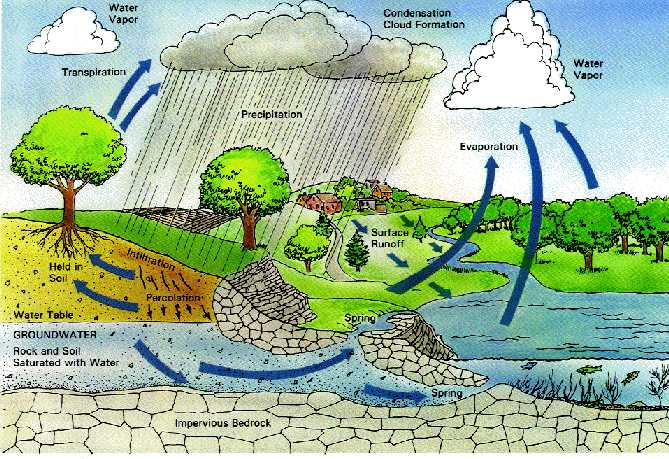 Water
Vapor
Condensation
Cloud Formation
Transpiration
Water
Vapor
Precipitation
Evaporation
Surface
Runoff
Infiltration
Held in
Soil
Percolation
Water Table
Spring
GROUNDWATER
Rock and Soil
Saturated with Water
Spring
Impervious Bedrock